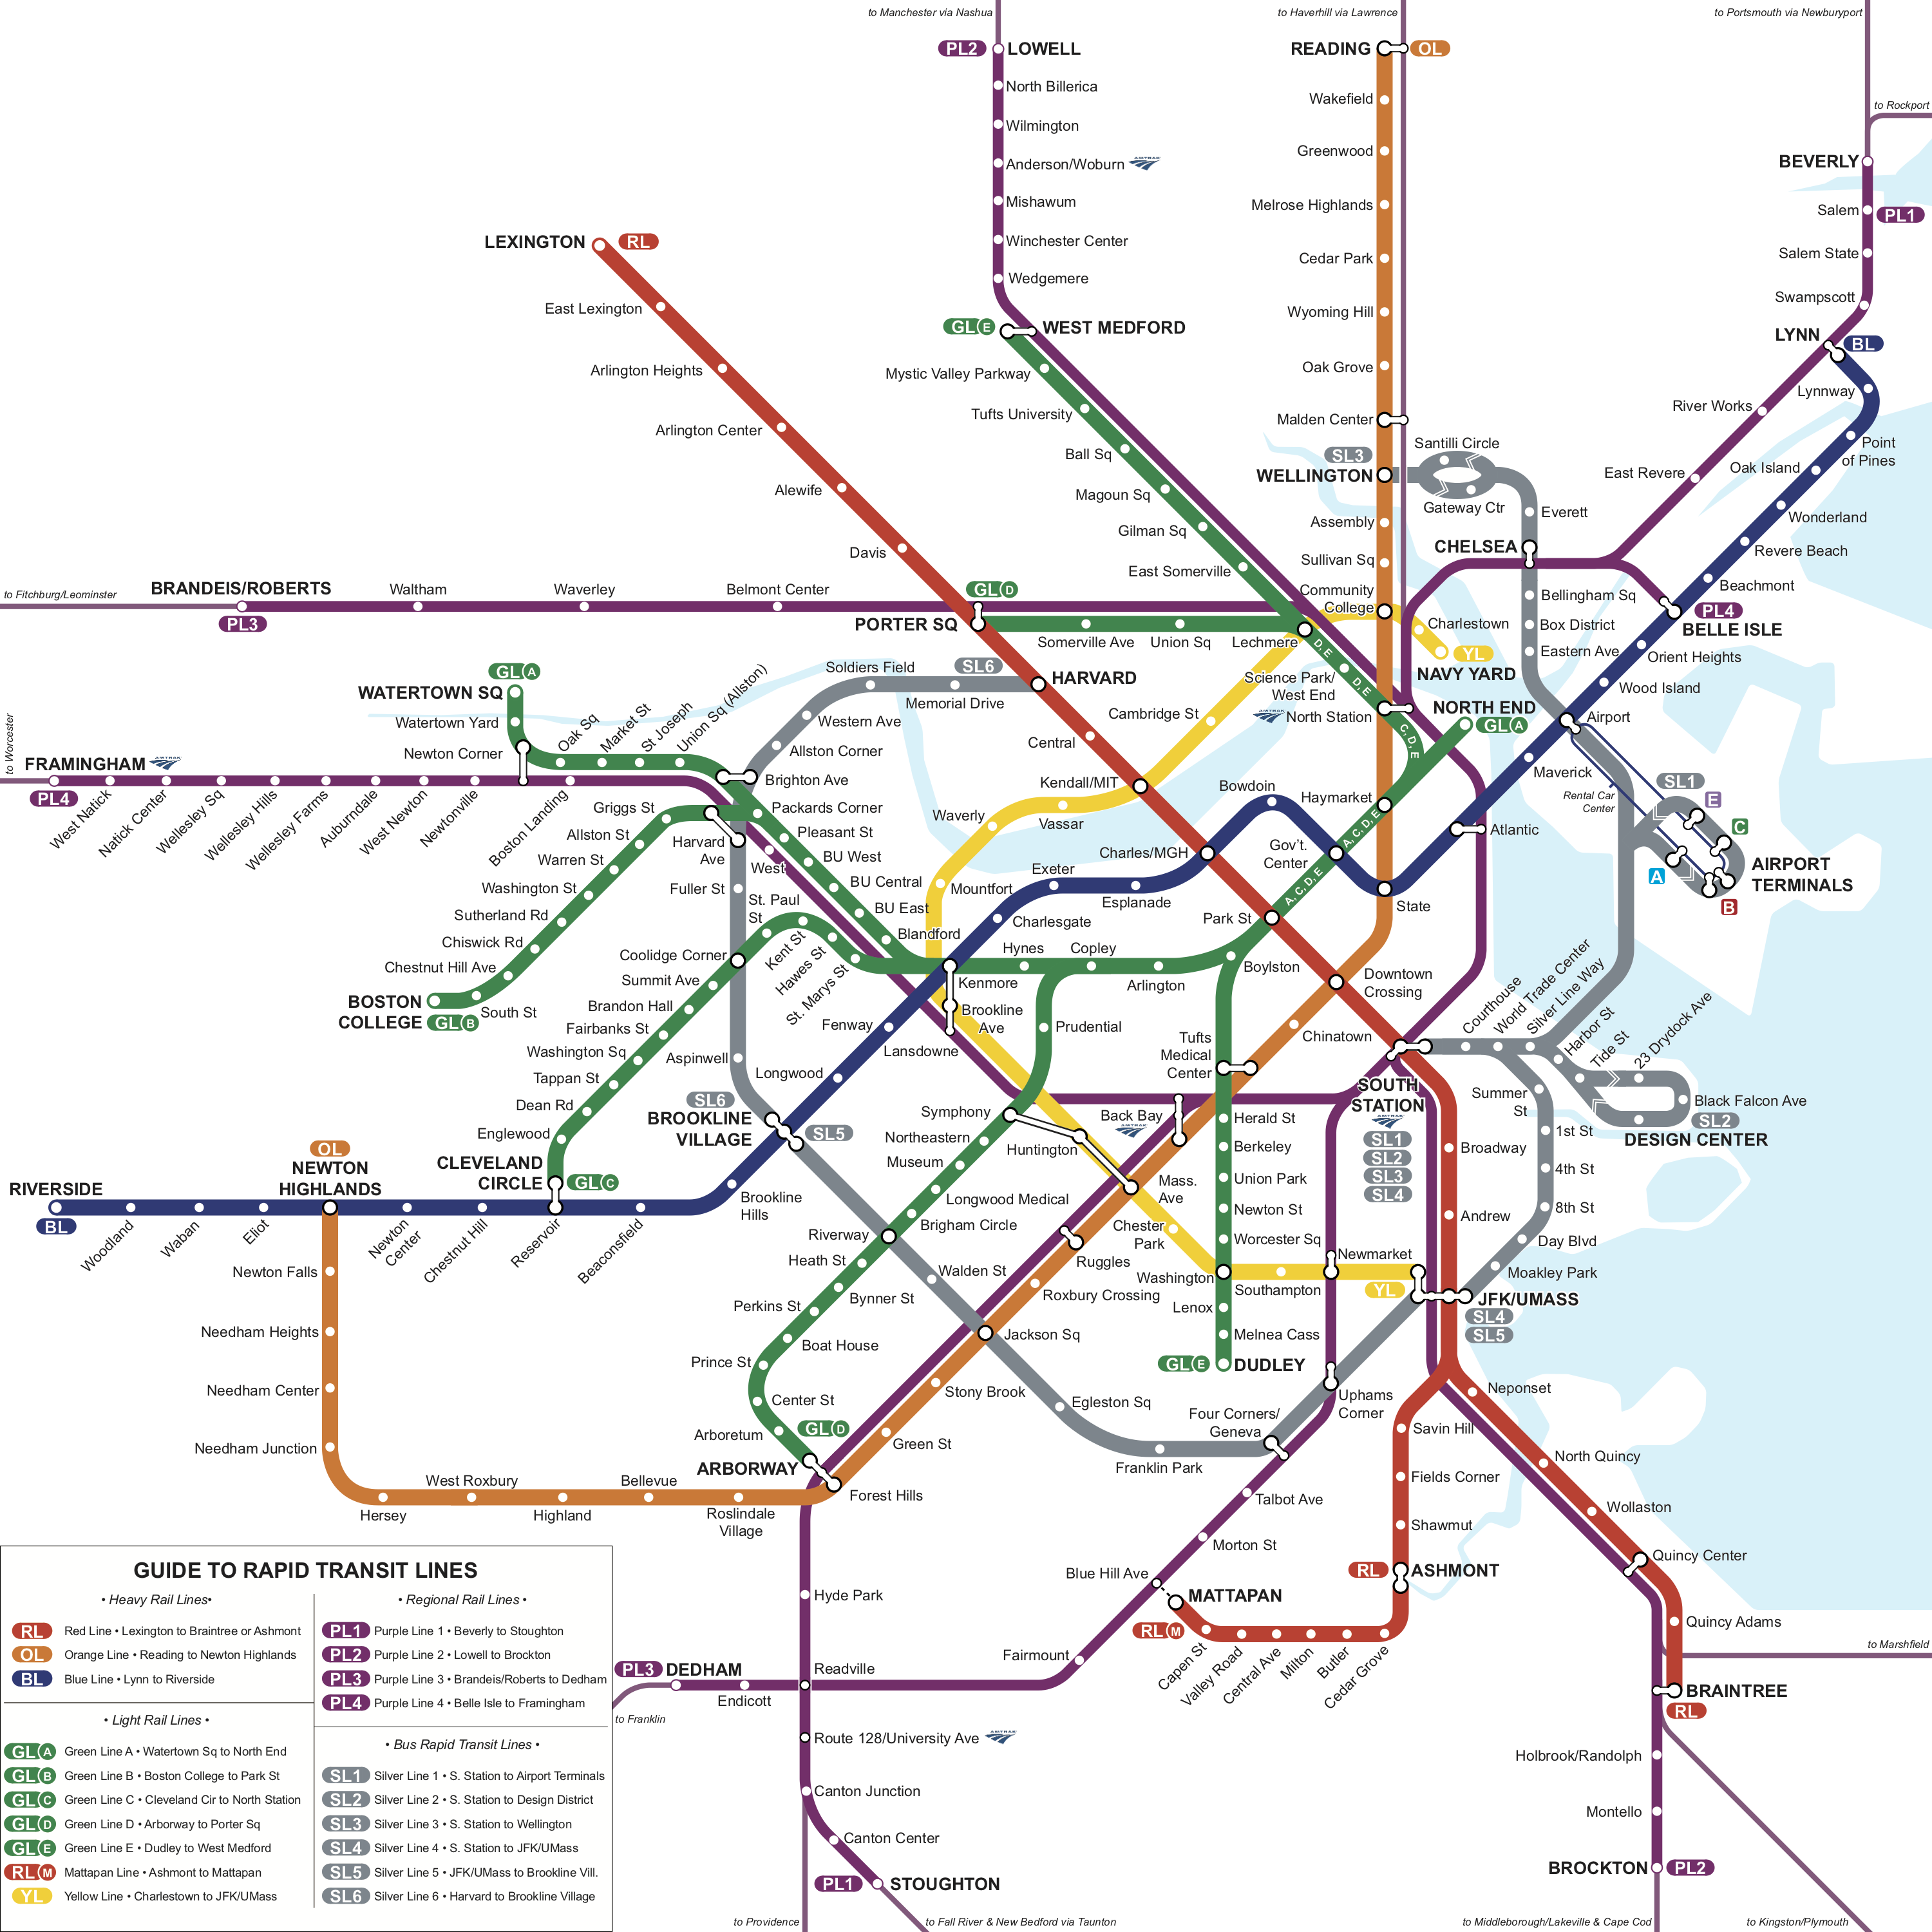 to Manchester via Nashua
to Haverhill via Lawrence
to Portsmouth via Newburyport
PL2 LOWELL
READING OL
North Billerica
Wakefield
to Rockport
Wilmington
Greenwood
Anderson/Woburn AMTRAK
BEVERLY
Mishawum
Melrose Highlands
Salem PL1
LEXINGTON RL
Winchester Center
Salem State
Cedar Park
Wedgemere
Swampscott
East Lexington
Wyoming Hill
GL E WEST MEDFORD
LYNN BL
Arlington Heights
Mystic Valley Parkway
Oak Grove
Lynnway
Tufts University
River Works
Arlington Center
Malden Center
Santilli Circle
Point
of Pines
Ball Sq
SL3
WELLINGTON
East Revere
Oak Island
Alewife
Magoun Sq
Gateway Ctr
Everett
Wonderland
Gilman Sq
Assembly
Davis
CHELSEA
Revere Beach
East Somerville
Sullivan Sq
Beachmont
to Fitchburg/Leominster
BRANDEIS/ROBERTS
PL3
Waltham
Waverley
Belmont Center
GL D
PORTER SQ
Somerville Ave
Union Sq
Lechmere
Community
College
Charlestown
YL
NAVY YARD
Bellingham Sq
Box District
Eastern Ave
PL4
BELLE ISLE
Orient Heights
Wood Island
D, E
D, E
C, D, E
A, C, D, E
A, C, D, E
GL A
WATERTOWN SQ
Watertown Yard
Newton Corner
Oak Sq
Market St
St Joseph
Union Sq (Allston)
Soldiers Field
SL6
Memorial Drive
HARVARD
Western Ave
Allston Corner
Brighton Ave
Cambridge St
Central
Kendall/MIT
Science Park/
West End
AMTRAK North Station
NORTH END
GL A
Airport
Maverick
Rental Car
Center
SL1
E
C
A
B
AIRPORT
TERMINALS
to Worcester
FRAMINGHAM AMTRAK
PL4
West Natick
Natick Center
Wellesley Sq
Wellesley Hills
Wellesley Farms
Auburndale
West Newton
Newtonville
Boston Landing
Griggs St
Allston St
Warren St
Washington St
Sutherland Rd
Chiswick Rd
Chestnut Hill Ave
South St
BOSTON
COLLEGE GL B
Harvard
Ave
West
Packards Corner
Pleasant St
BU West
BU Central
BU East
Blandford
Fuller St
St. Paul
St
Waverly
Vassar
Mountfort
Charles/MGH
Bowdoin
Haymarket
Gov't.
Center
Atlantic
State
Exeter
Esplanade
Charlesgate
Park St
Boylston
Downtown
Crossing
Coolidge Corner
Kent St
Hawes St
St. Marys St
Summit Ave
Brandon Hall
Fairbanks St
Washington Sq
Tappan St
Dean Rd
Englewood
CLEVELAND
CIRCLE GL C
Kenmore
Hynes
Copley
Arlington
Brookline
Ave
Prudential
Fenway
Lansdowne
Aspinwell
Longwood
SL6
BROOKLINE
VILLAGE
SL5
Tufts
Medical
Center
Chinatown
Courthouse
World Trade Center
Silver Line Way
Harbor St
Tide St
23 Drydock Ave
Black Falcon Ave
SL2
DESIGN CENTER
SOUTH
STATION
AMTRAK
SL1
SL2
SL3
SL4
Summer
St
1st St
4th St
8th St
Day Blvd
Moakley Park
Broadway
Andrew
Symphony
Northeastern
Museum
Longwood Medical
Brigham Circle
Huntington
Back Bay
AMTRAK
Mass.
Ave
Chester
Park
Herald St
Berkeley
Union Park
Newton St
Worcester Sq
Washington
Southampton
Newmarket
YL
JFK/UMASS
SL4
SL5
Lenox
Melnea Cass
GL E DUDLEY
OL
NEWTON
HIGHLANDS
RIVERSIDE
BL
Woodland
Waban
Eliot
Newton
Center
Chestnut Hill
Reservoir
Beaconsfield
Brookline
Hills
Riverway
Heath St
Bynner St
Perkins St
Boat House
Prince St
Center St
Arboretum
GL D
ARBORWAY
Forest Hills
Walden St
Ruggles
Roxbury Crossing
Jackson Sq
Stony Brook
Green St
Egleston Sq
Franklin Park
Four Corners/
Geneva
Uphams
Corner
Newton Falls
Needham Heights
Needham Center
Needham Junction
Hersey
West Roxbury
Highland
Bellevue
Roslindale
Village
Neponset
Savin Hill
North Quincy
Fields Corner
Wollaston
Shawmut
Talbot Ave
Morton St
Blue Hill Ave
MATTAPAN
RL M
RL ASHMONT
Quincy Center
Quincy Adams
Capen St
Valley Road
Central Ave
Milton
Butler
Cedar Grove
to Marshfield
BRAINTREE
RL
Hyde Park
Fairmount
PL3 DEDHAM
Endicott
Readville
to Franklin
Route 128/University Ave AMTRAK
Canton Junction
Canton Center
PL1 STOUGHTON
Holbrook/Randolph
Montello
BROCKTON PL2
to Providence
to Fall River & New Bedford via Taunton
to Middleborough/Lakeville & Cape Cod
to Kingston/Plymouth
GUIDE TO RAPID TRANSIT LINES
• Heavy Rail Lines•
RL Red Line • Lexington to Braintree or Ashmont
OL Orange Line • Reading to Newton Highlands
BL Blue Line • Lynn to Riverside
• Light Rail Lines •
GL A Green Line A • Watertown Sq to North End
GL B Green Line B • Boston College to Park St
GL C Green Line C • Cleveland Cir to North Station
GL D Green Line D • Arborway to Porter Sq
GL E Green Line E • Dudley to West Medford
RL M Mattapan Line • Ashmont to Mattapan
YL Yellow Line • Charlestown to JFK/UMass
• Regional Rail Lines •
PL1 Purple Line 1 • Beverly to Stoughton
PL2 Purple Line 2 • Lowell to Brockton
PL3 Purple Line 3 • Brandeis/Roberts to Dedham
PL4 Purple Line 4 • Belle Isle to Framingham
• Bus Rapid Transit Lines •
SL1 Silver Line 1 • S. Station to Airport Terminals
SL2 Silver Line 2 • S. Station to Design District
SL3 Silver Line 3 • S. Station to Wellington
SL4 Silver Line 4 • S. Station to JFK/UMass
SL5 Silver Line 5 • JFK/UMass to Brookline Vill.
SL6 Silver Line 6 • Harvard to Brookline Village